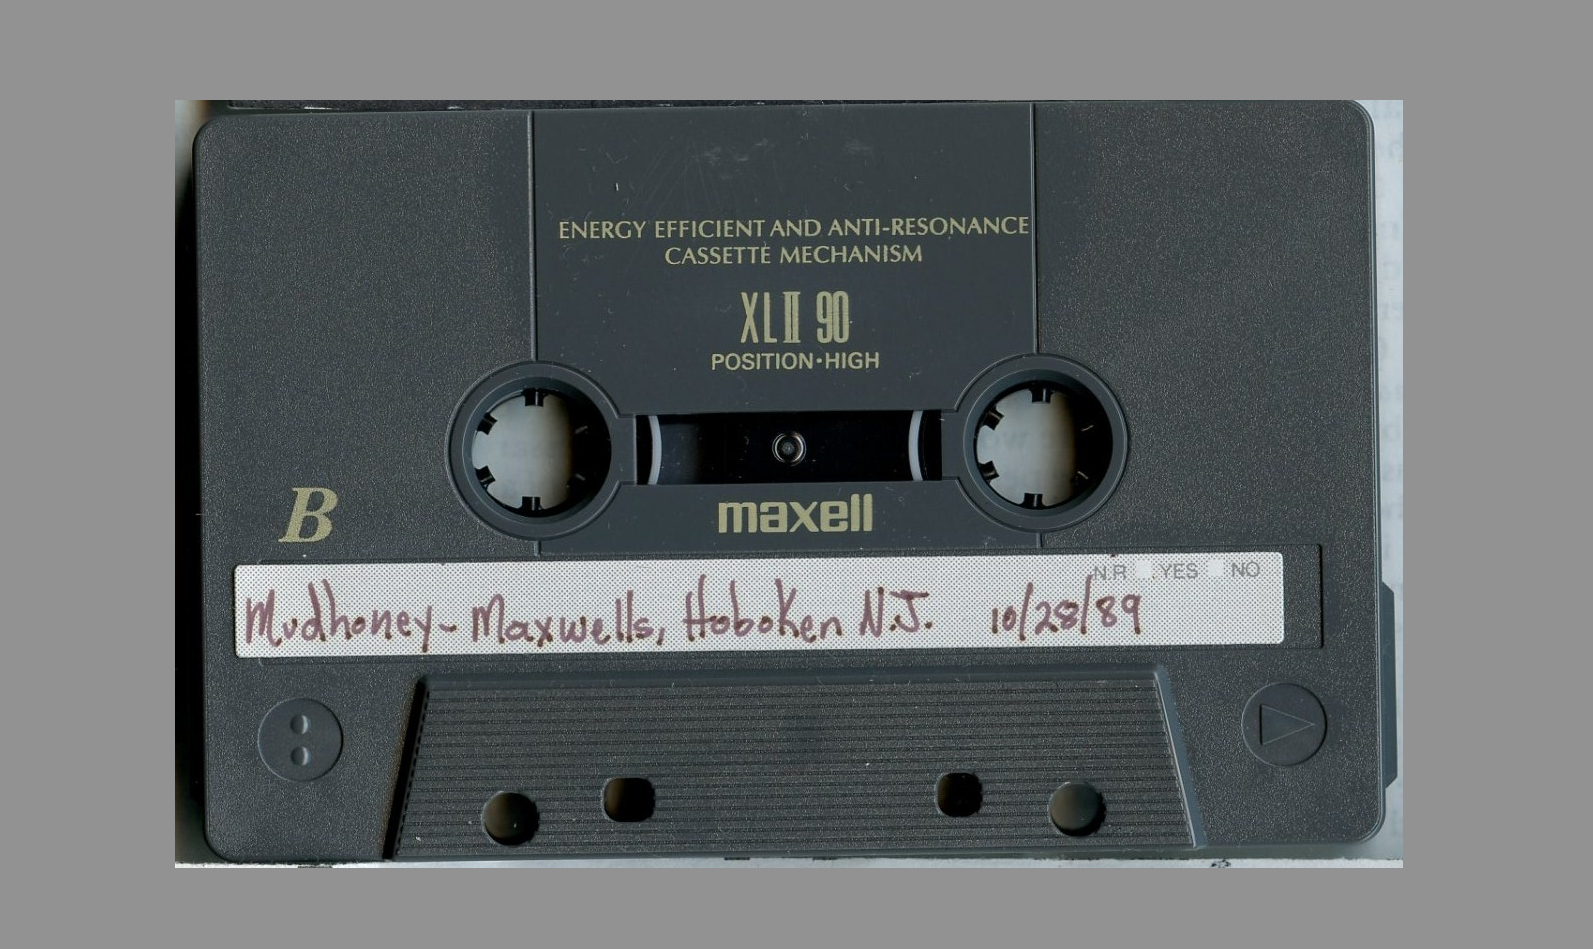 ENERGY EFFICIENT AND ANTI-RESONANCE
CASSETTE MECHANISM
XLII 90
POSITION·HIGH
maxell
B
N.R YES NO
Mudhoney- Maxwells, Hoboken N.J. 10/28/89